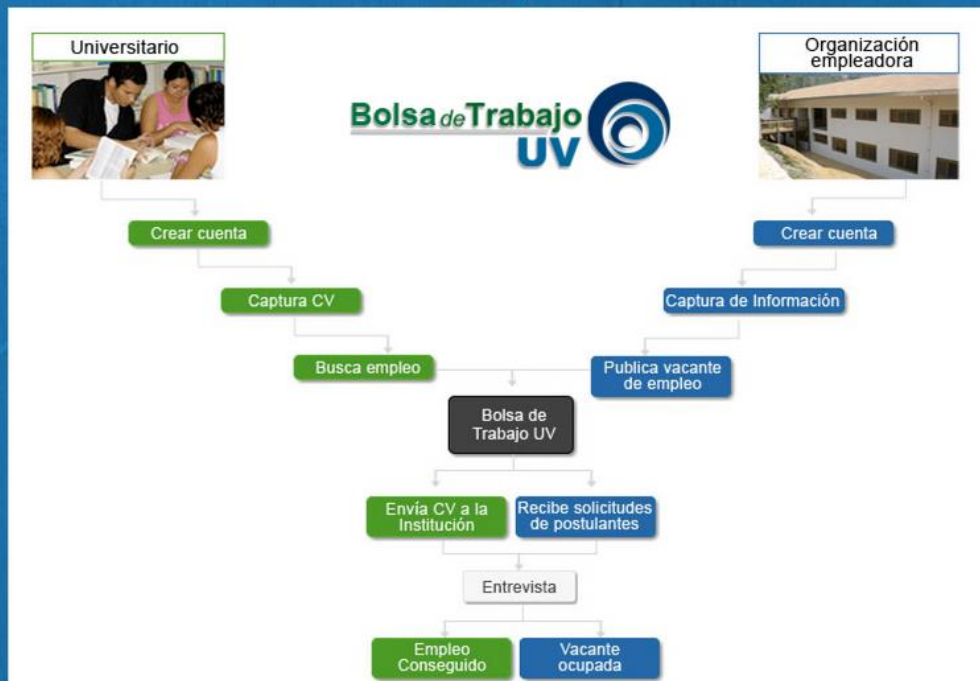 Universitario
Organización
empleadora
Bolsa de Trabajo
UV
Crear cuenta
Crear cuenta
Captura CV
Captura de Información
Busca empleo
Publica vacante
de empleo
Bolsa de
Trabajo UV
Envía CV a la
Institución
Recibe solicitudes
de postulantes
Entrevista
Empleo
Conseguido
Vacante
ocupada